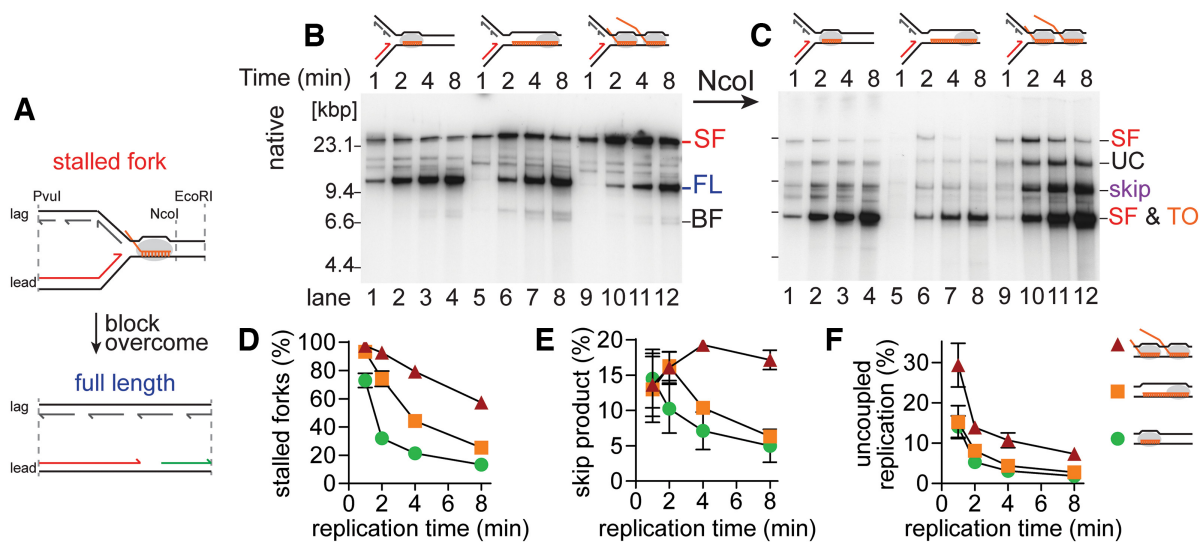 A
stalled fork
PvuI
EcoRI
NcoI
lag
lead
block
overcome
full length
lag
lead
B
Time (min) 1 2 4 8 1 2 4 8 1 2 4 8
native
[kbp]
23.1
9.4
6.6
4.4
SF
FL
BF
lane 1 2 3 4 5 6 7 8 9 10 11 12
NcoI
C
1 2 4 8 1 2 4 8 1 2 4 8
SF
UC
skip
SF & TO
1 2 3 4 5 6 7 8 9 10 11 12
D
stalled forks (%)
100
80
60
40
20
0
0 2 4 6 8
replication time (min)
E
skip product (%)
20
15
10
5
0
0 2 4 6 8
replication time (min)
F
uncoupled
replication (%)
30
20
10
0
0 2 4 6 8
replication time (min)